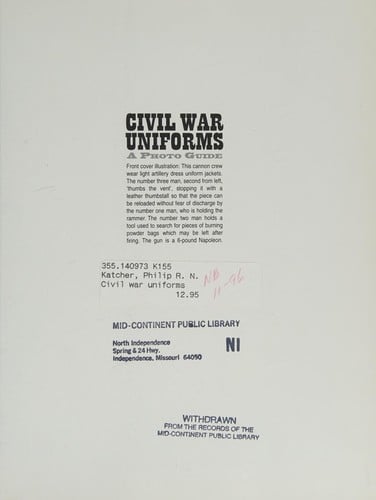 CIVIL WAR
UNIFORMS
A PHOTO GUIDE
Front cover illustration: This cannon crew
wear light artillery dress uniform jackets.
The number three man, second from left,
'thumbs the vent', stopping it with a
leather thumbstall so that the piece can
be reloaded without fear of discharge by
the number one man, who is holding the
rammer. The number two man holds a
tool used to search for pieces of burning
powder bags which may be left after
firing. The gun is a 6-pound Napoleon.
355.140973 K155
Katcher, Philip R. N.
Civil war uniforms
12.95
NB
11-96
MID-CONTINENT PUBLIC LIBRARY
North Independence NI
Spring & 24 Hwy.
Independence, Missouri 64050
WITHDRAWN
FROM THE RECORDS OF THE
MID-CONTINENT PUBLIC LIBRARY